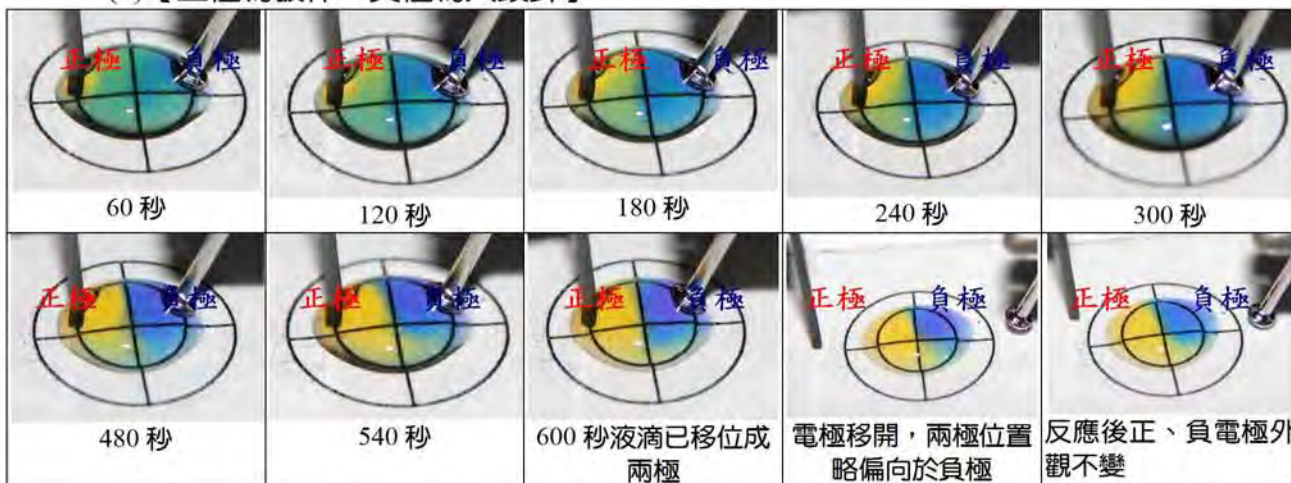 正極 負極
正極 負極
正極 負極
正極 負極
正極 負極
60 秒
120 秒
180 秒
240 秒
300 秒
正極 負極
正極 負極
正極 負極
正極 負極
正極 負極
480 秒
540 秒
600 秒液滴已移位成
兩極
電極移開，兩極位置
略偏向於負極
反應後正、負電極外
觀不變